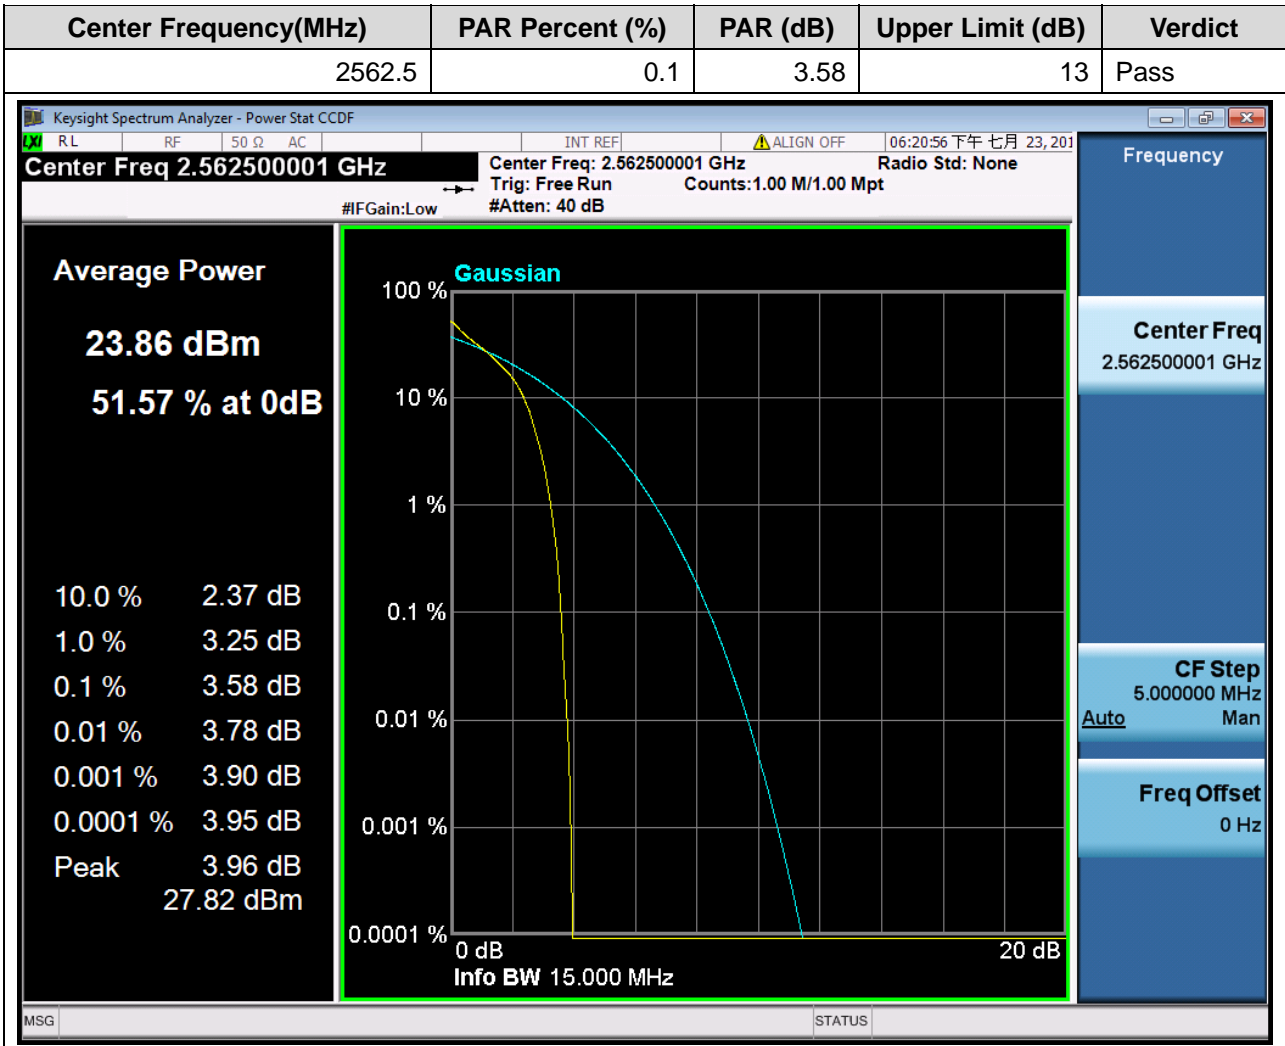 Center Frequency(MHz) PAR Percent (%) PAR (dB) Upper Limit (dB) Verdict
2562.5 0.1 3.58 13 Pass
Keysight Spectrum Analyzer - Power Stat CCDF
LXI RL RF 50 Ω AC INT REF ALIGN OFF 06:20:56 下午 七月 23, 201
Center Freq 2.562500001 GHz
Center Freq: 2.562500001 GHz Radio Std: None
Trig: Free Run Counts:1.00 M/1.00 Mpt
#IFGain:Low #Atten: 40 dB
Average Power
23.86 dBm
51.57 % at 0dB
10.0 % 2.37 dB
1.0 % 3.25 dB
0.1 % 3.58 dB
0.01 % 3.78 dB
0.001 % 3.90 dB
0.0001 % 3.95 dB
Peak 3.96 dB
27.82 dBm
Gaussian
100 %
10 %
1 %
0.1 %
0.01 %
0.001 %
0.0001 %
0 dB 20 dB
Info BW 15.000 MHz
Frequency
Center Freq
2.562500001 GHz
CF Step
5.000000 MHz
Auto Man
Freq Offset
0 Hz
MSG STATUS